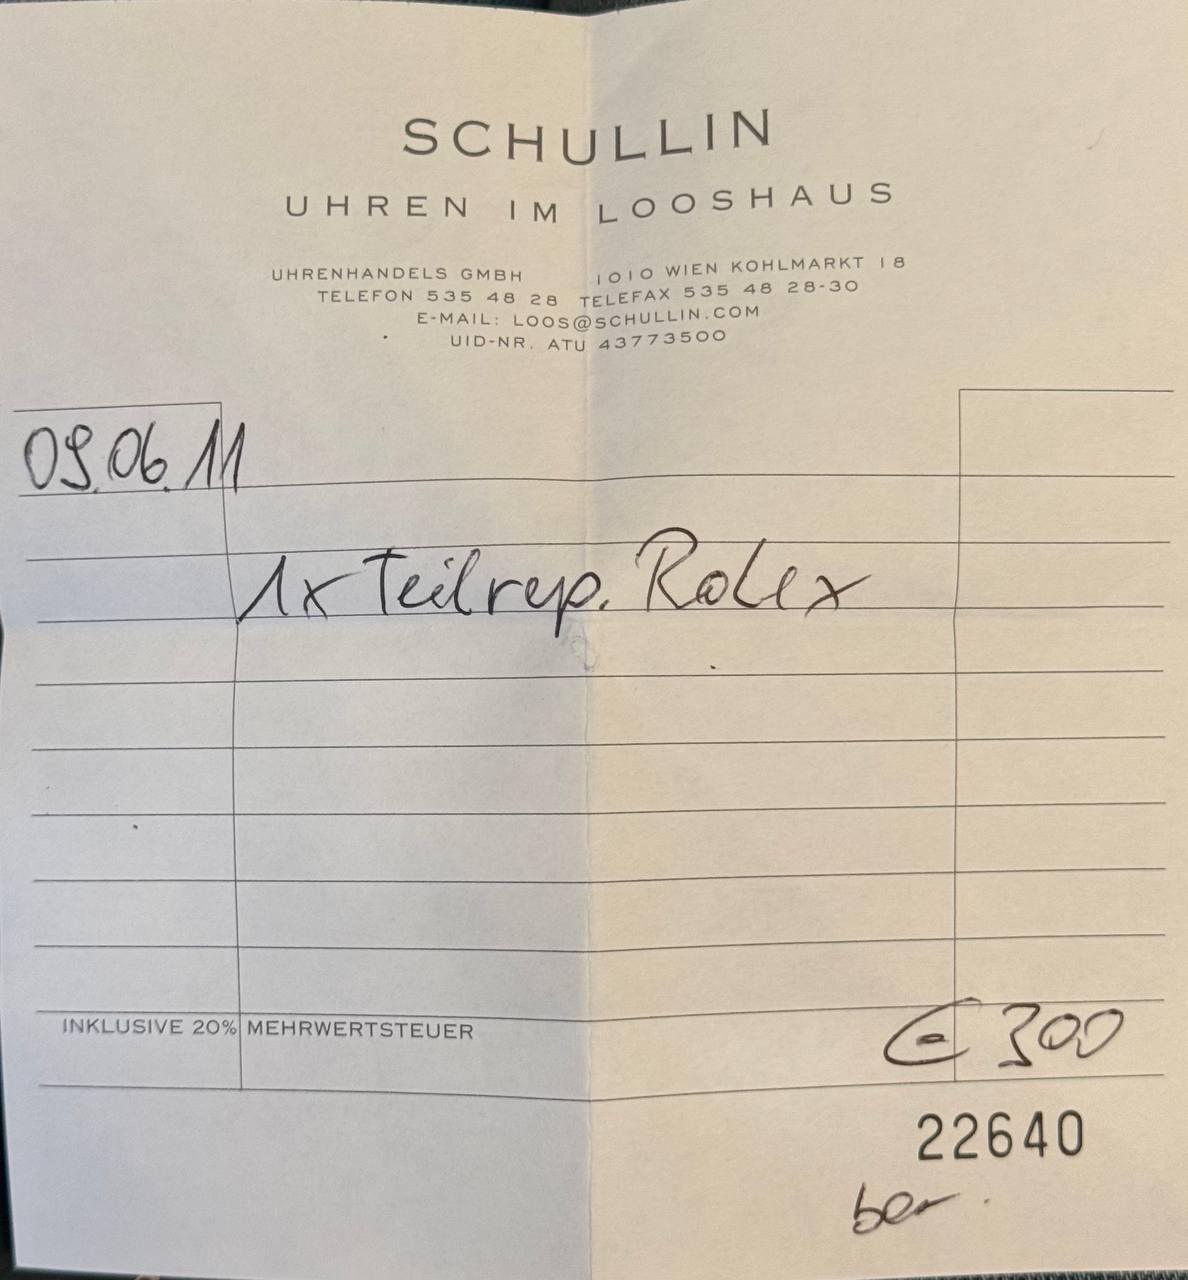 SCHULLIN
UHREN IM LOOSHAUS
UHRENHANDELS GMBH 1010 WIEN KOHLMARKT 18
TELEFON 535 48 28 TELEFAX 535 48 28-30
E-MAIL: LOOS@SCHULLIN.COM
UID-NR. ATU 43773500
09.06.11
1x Teilrep. Rolex
INKLUSIVE 20% MEHRWERTSTEUER
€ 300
22640
bar